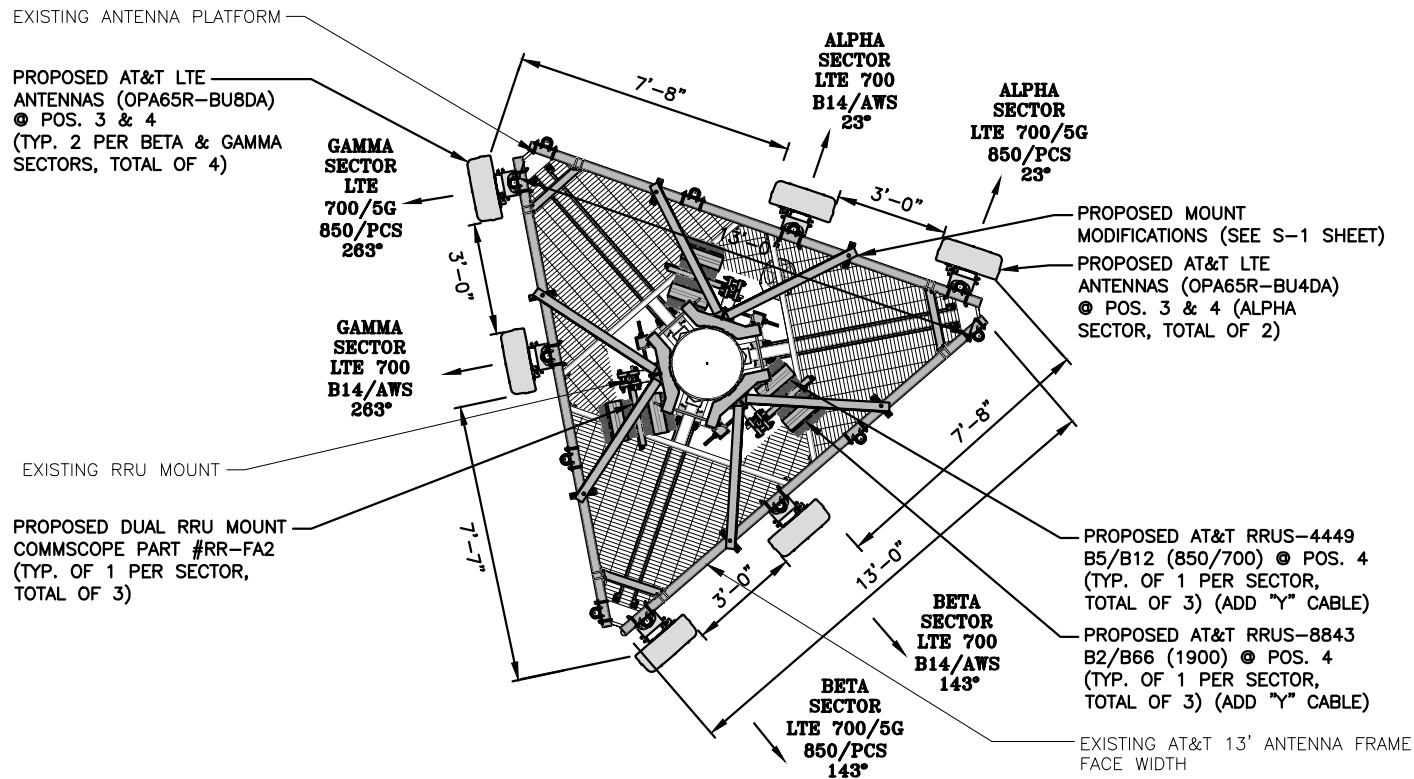 EXISTING ANTENNA PLATFORM
PROPOSED AT&T LTE
ANTENNAS (OPA65R-BU8DA)
@ POS. 3 & 4
(TYP. 2 PER BETA & GAMMA
SECTORS, TOTAL OF 4)
GAMMA
SECTOR
LTE
700/5G
850/PCS
263°
7'-8"
ALPHA
SECTOR
LTE 700
B14/AWS
23°
ALPHA
SECTOR
LTE 700/5G
850/PCS
23°
3'-0"
PROPOSED MOUNT
MODIFICATIONS (SEE S-1 SHEET)
PROPOSED AT&T LTE
ANTENNAS (OPA65R-BU4DA)
@ POS. 3 & 4 (ALPHA
SECTOR, TOTAL OF 2)
3'-0"
GAMMA
SECTOR
LTE 700
B14/AWS
263°
EXISTING RRU MOUNT
PROPOSED DUAL RRU MOUNT
COMMSCOPE PART #RR-FA2
(TYP. OF 1 PER SECTOR,
TOTAL OF 3)
7'-7"
7'-8"
13'-0"
3'-0"
BETA
SECTOR
LTE 700
B14/AWS
143°
BETA
SECTOR
LTE 700/5G
850/PCS
143°
PROPOSED AT&T RRUS-4449
B5/B12 (850/700) @ POS. 4
(TYP. OF 1 PER SECTOR,
TOTAL OF 3) (ADD "Y" CABLE)
PROPOSED AT&T RRUS-8843
B2/B66 (1900) @ POS. 4
(TYP. OF 1 PER SECTOR,
TOTAL OF 3) (ADD "Y" CABLE)
EXISTING AT&T 13' ANTENNA FRAME
FACE WIDTH